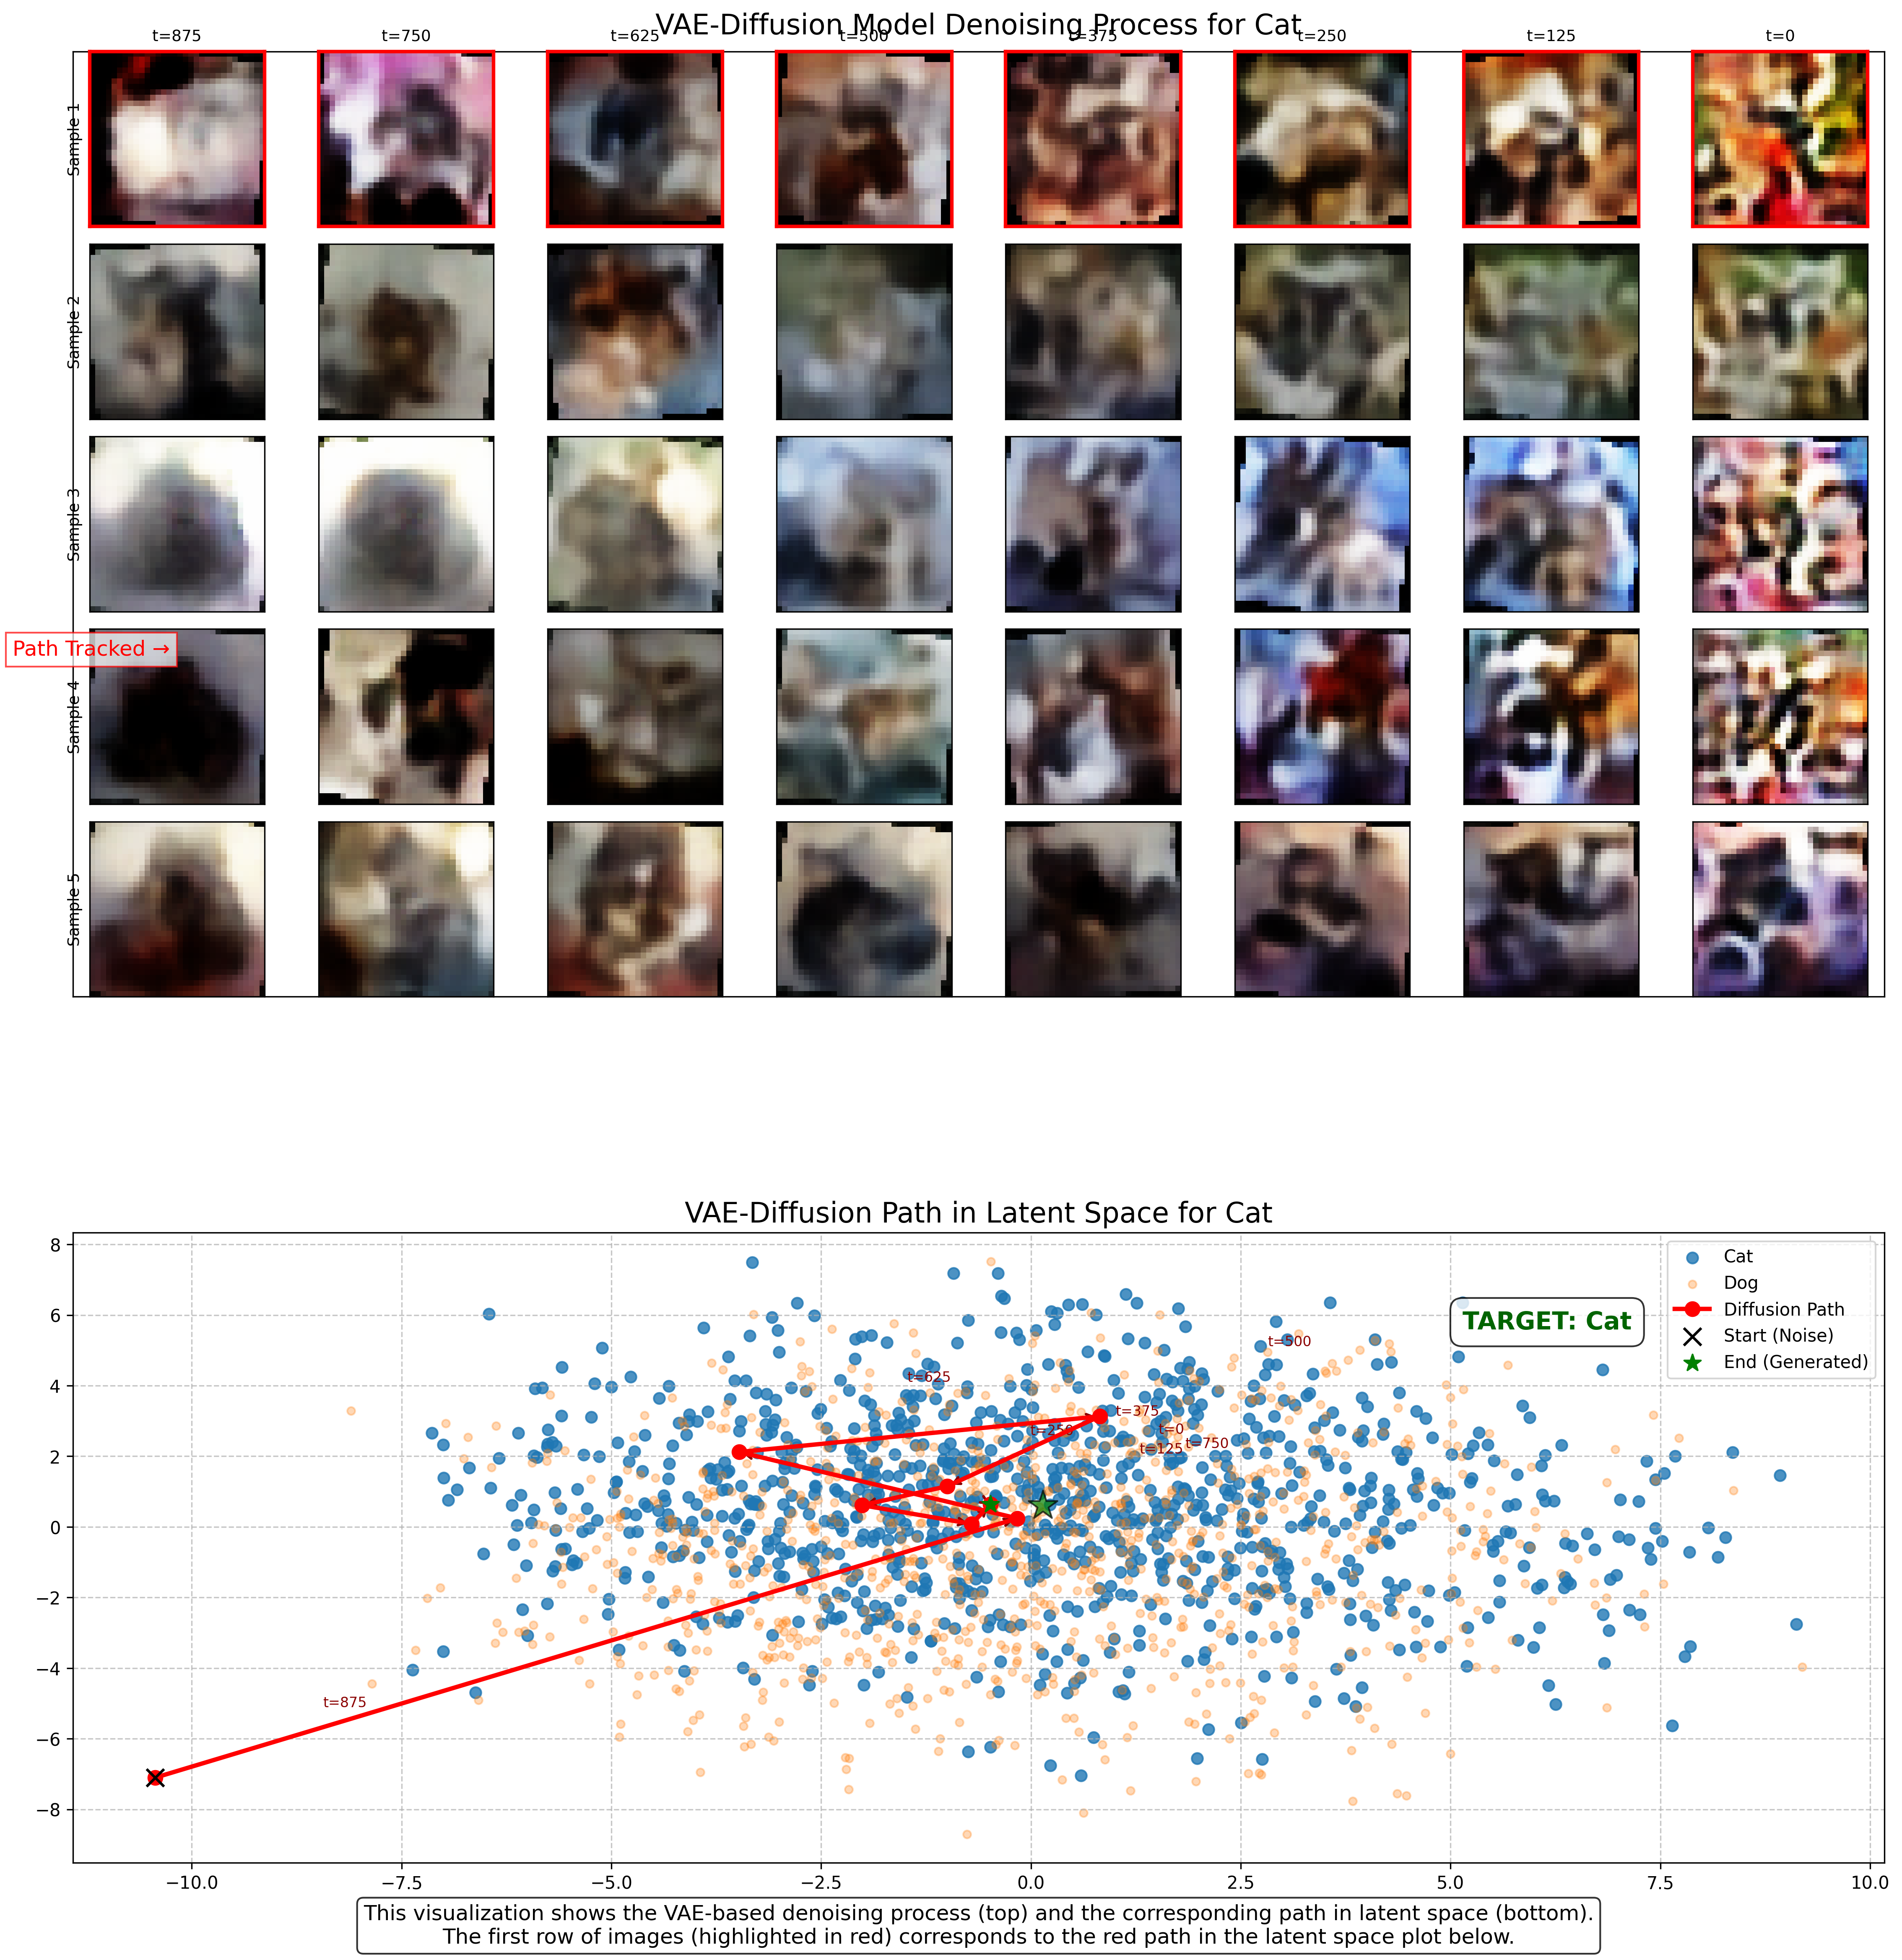 VAE-Diffusion Model Denoising Process for Cat
t=875
t=750
t=625
t=500
t=375
t=250
t=125
t=0
Sample 1
Sample 2
Sample 3
Path Tracked →
Sample 4
Sample 5
VAE-Diffusion Path in Latent Space for Cat
8
6
4
2
0
−2
−4
−6
−8
Cat
Dog
Diffusion Path
Start (Noise)
End (Generated)
TARGET: Cat
t=500
t=625
t=375
t=250
t=0
t=125
t=750
t=875
−10.0
−7.5
−5.0
−2.5
0.0
2.5
5.0
7.5
10.0
This visualization shows the VAE-based denoising process (top) and the corresponding path in latent space (bottom).
The first row of images (highlighted in red) corresponds to the red path in the latent space plot below.